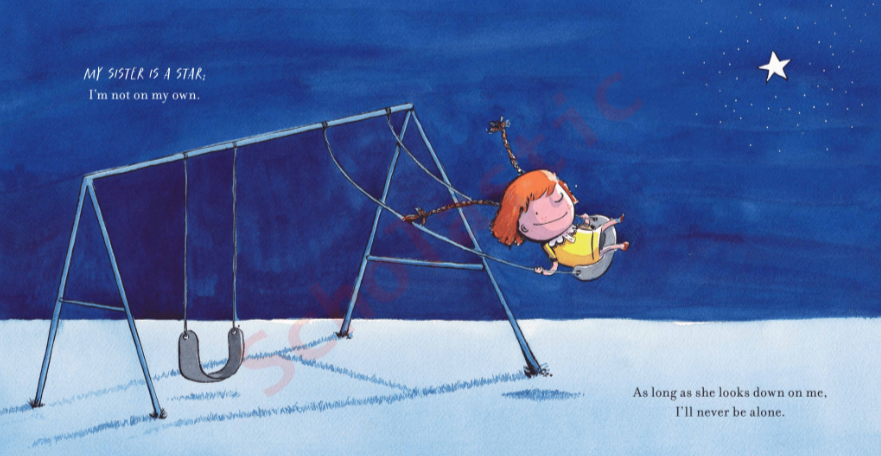 MY SISTER IS A STAR;
I'm not on my own.
Scholastic
As long as she looks down on me,
I'll never be alone.